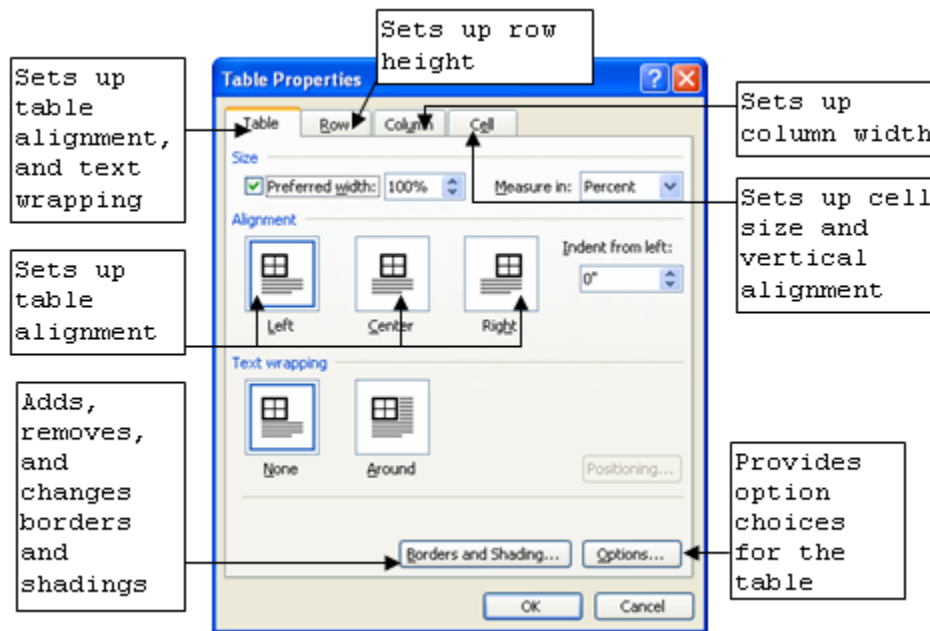 Sets up row
height
Sets up
table
alignment,
and text
wrapping
Table Properties
Sets up
column width
Table
Row
Column
Cell
Size
Preferred width:
100%
Measure in:
Percent
Sets up cell
size and
vertical
alignment
Alignment
Indent from left:
0"
Sets up
table
alignment
Left
Center
Right
Text wrapping
None
Around
Positioning...
Adds,
removes,
and
changes
borders
and
shadings
Provides
option
choices
for the
table
Borders and Shading...
Options...
OK
Cancel